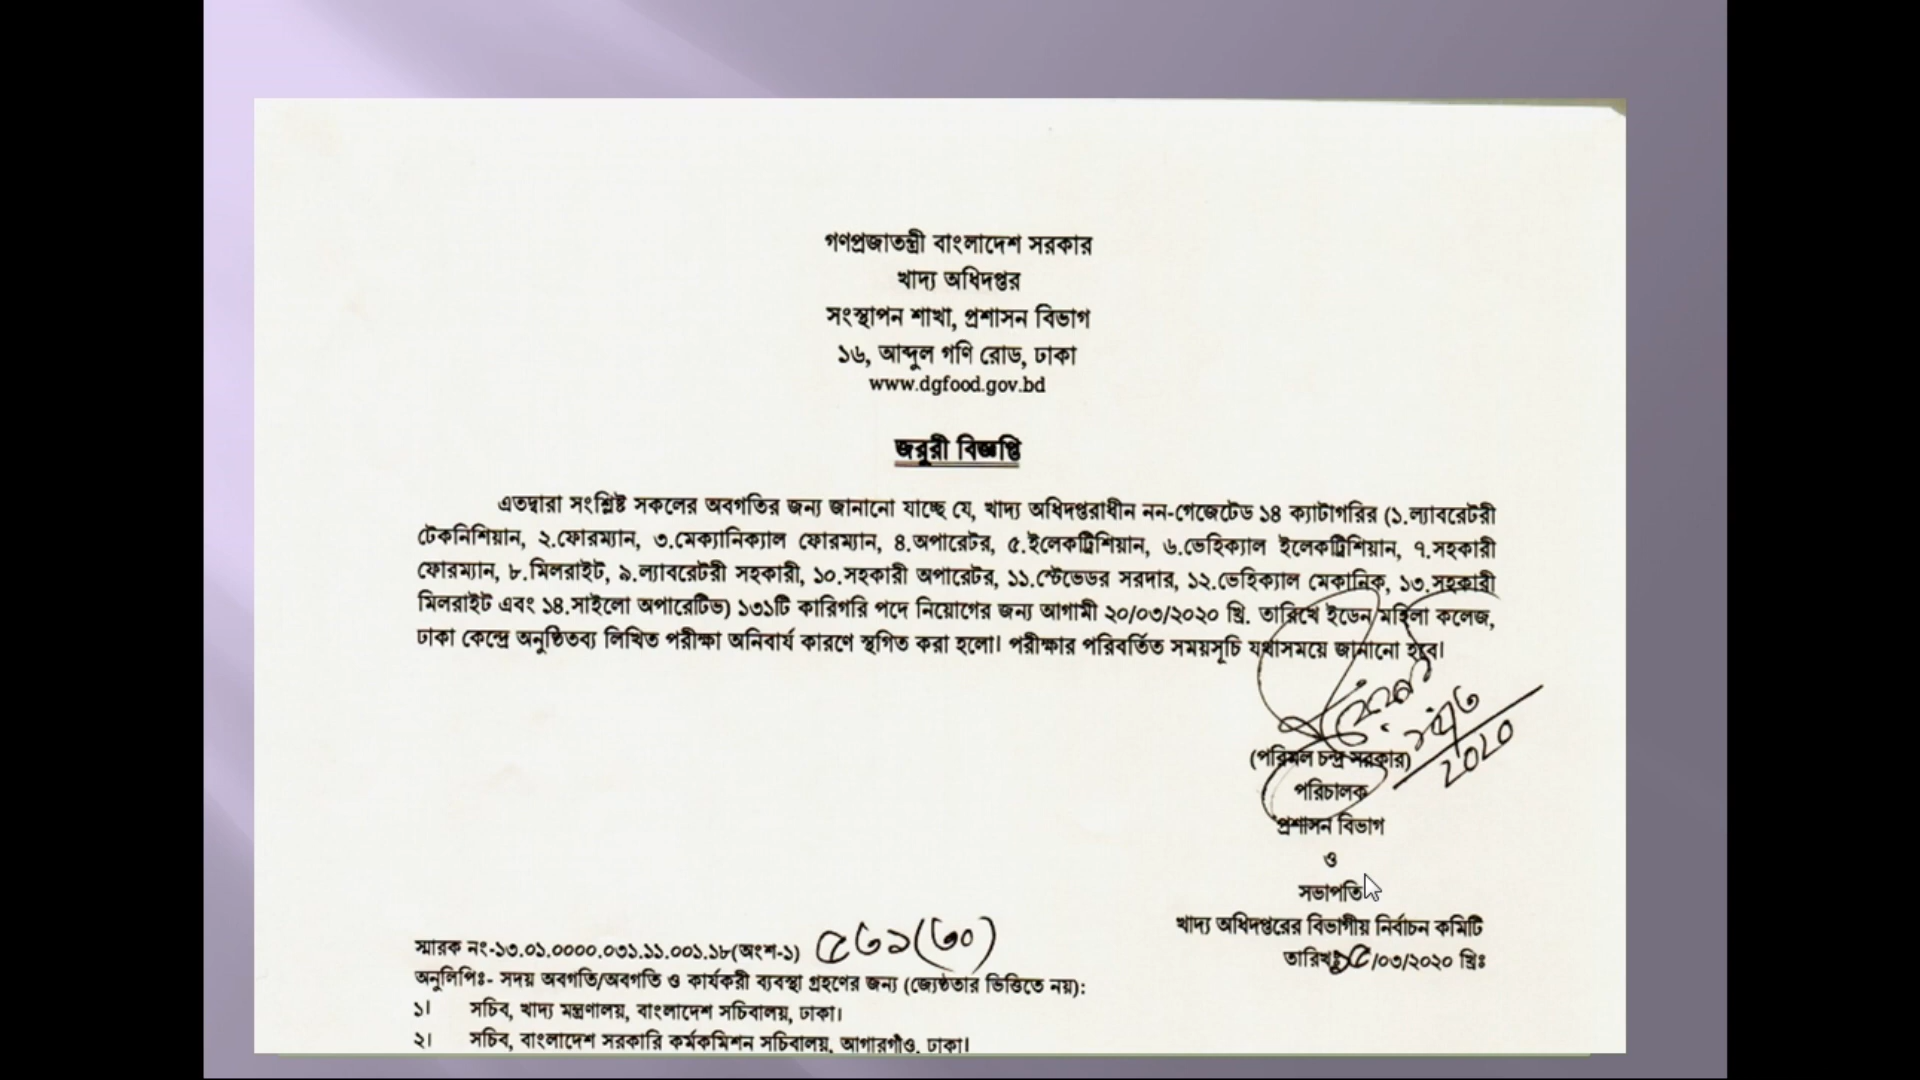 গণপ্রজাতন্ত্রী বাংলাদেশ সরকার
খাদ্য অধিদপ্তর
সংস্থাপন শাখা, প্রশাসন বিভাগ
১৬, আব্দুল গণি রোড, ঢাকা
www.dgfood.gov.bd
জরুরী বিজ্ঞপ্তি
এতদ্বারা সংশ্লিষ্ট সকলের অবগতির জন্য জানানো যাচ্ছে যে, খাদ্য অধিদপ্তরাধীন নন-গেজেটেড ১৪ ক্যাটাগরির (১.ল্যাবরেটরী
টেকনিশিয়ান, ২.ফোরম্যান, ৩.মেক্যানিক্যাল ফোরম্যান, ৪.অপারেটর, ৫.ইলেকট্রিশিয়ান, ৬.ভেহিক্যাল ইলেকট্রিশিয়ান, ৭.সহকারী
ফোরম্যান, ৮.মিলরাইট, ৯.ল্যাবরেটরী সহকারী, ১০.সহকারী অপারেটর, ১১.স্টেভেডর সরদার, ১২.ভেহিক্যাল মেকানিক, ১৩.সহকারী
মিলরাইট এবং ১৪.সাইলো অপারেটিভ) ১৩১টি কারিগরি পদে নিয়োগের জন্য আগামী ২০/০৩/২০২০ খ্রি. তারিখে ইডেন মহিলা কলেজ,
ঢাকা কেন্দ্রে অনুষ্ঠিতব্য লিখিত পরীক্ষা অনিবার্য কারণে স্থগিত করা হলো। পরীক্ষার পরিবর্তিত সময়সূচি যথাসময়ে জানানো হবে।
(পরিমল চন্দ্র সরকার)
2020
পরিচালক
প্রশাসন বিভাগ
ও
সভাপতি
খাদ্য অধিদপ্তরের বিভাগীয় নির্বাচন কমিটি
তারিখঃ /০৩/২০২০ খ্রিঃ
স্মারক নং-১৩.০১.০০০০.০৩১.১১.০০১.১৮(অংশ-১) ৫৬১(৬০)
অনুলিপিঃ- সদয় অবগতি/অবগতি ও কার্যকরী ব্যবস্থা গ্রহণের জন্য (জ্যেষ্ঠতার ভিত্তিতে নয়):
১। সচিব, খাদ্য মন্ত্রণালয়, বাংলাদেশ সচিবালয়, ঢাকা।
২। সচিব, বাংলাদেশ সরকারি কর্মকমিশন সচিবালয়, আগারগাঁও, ঢাকা।